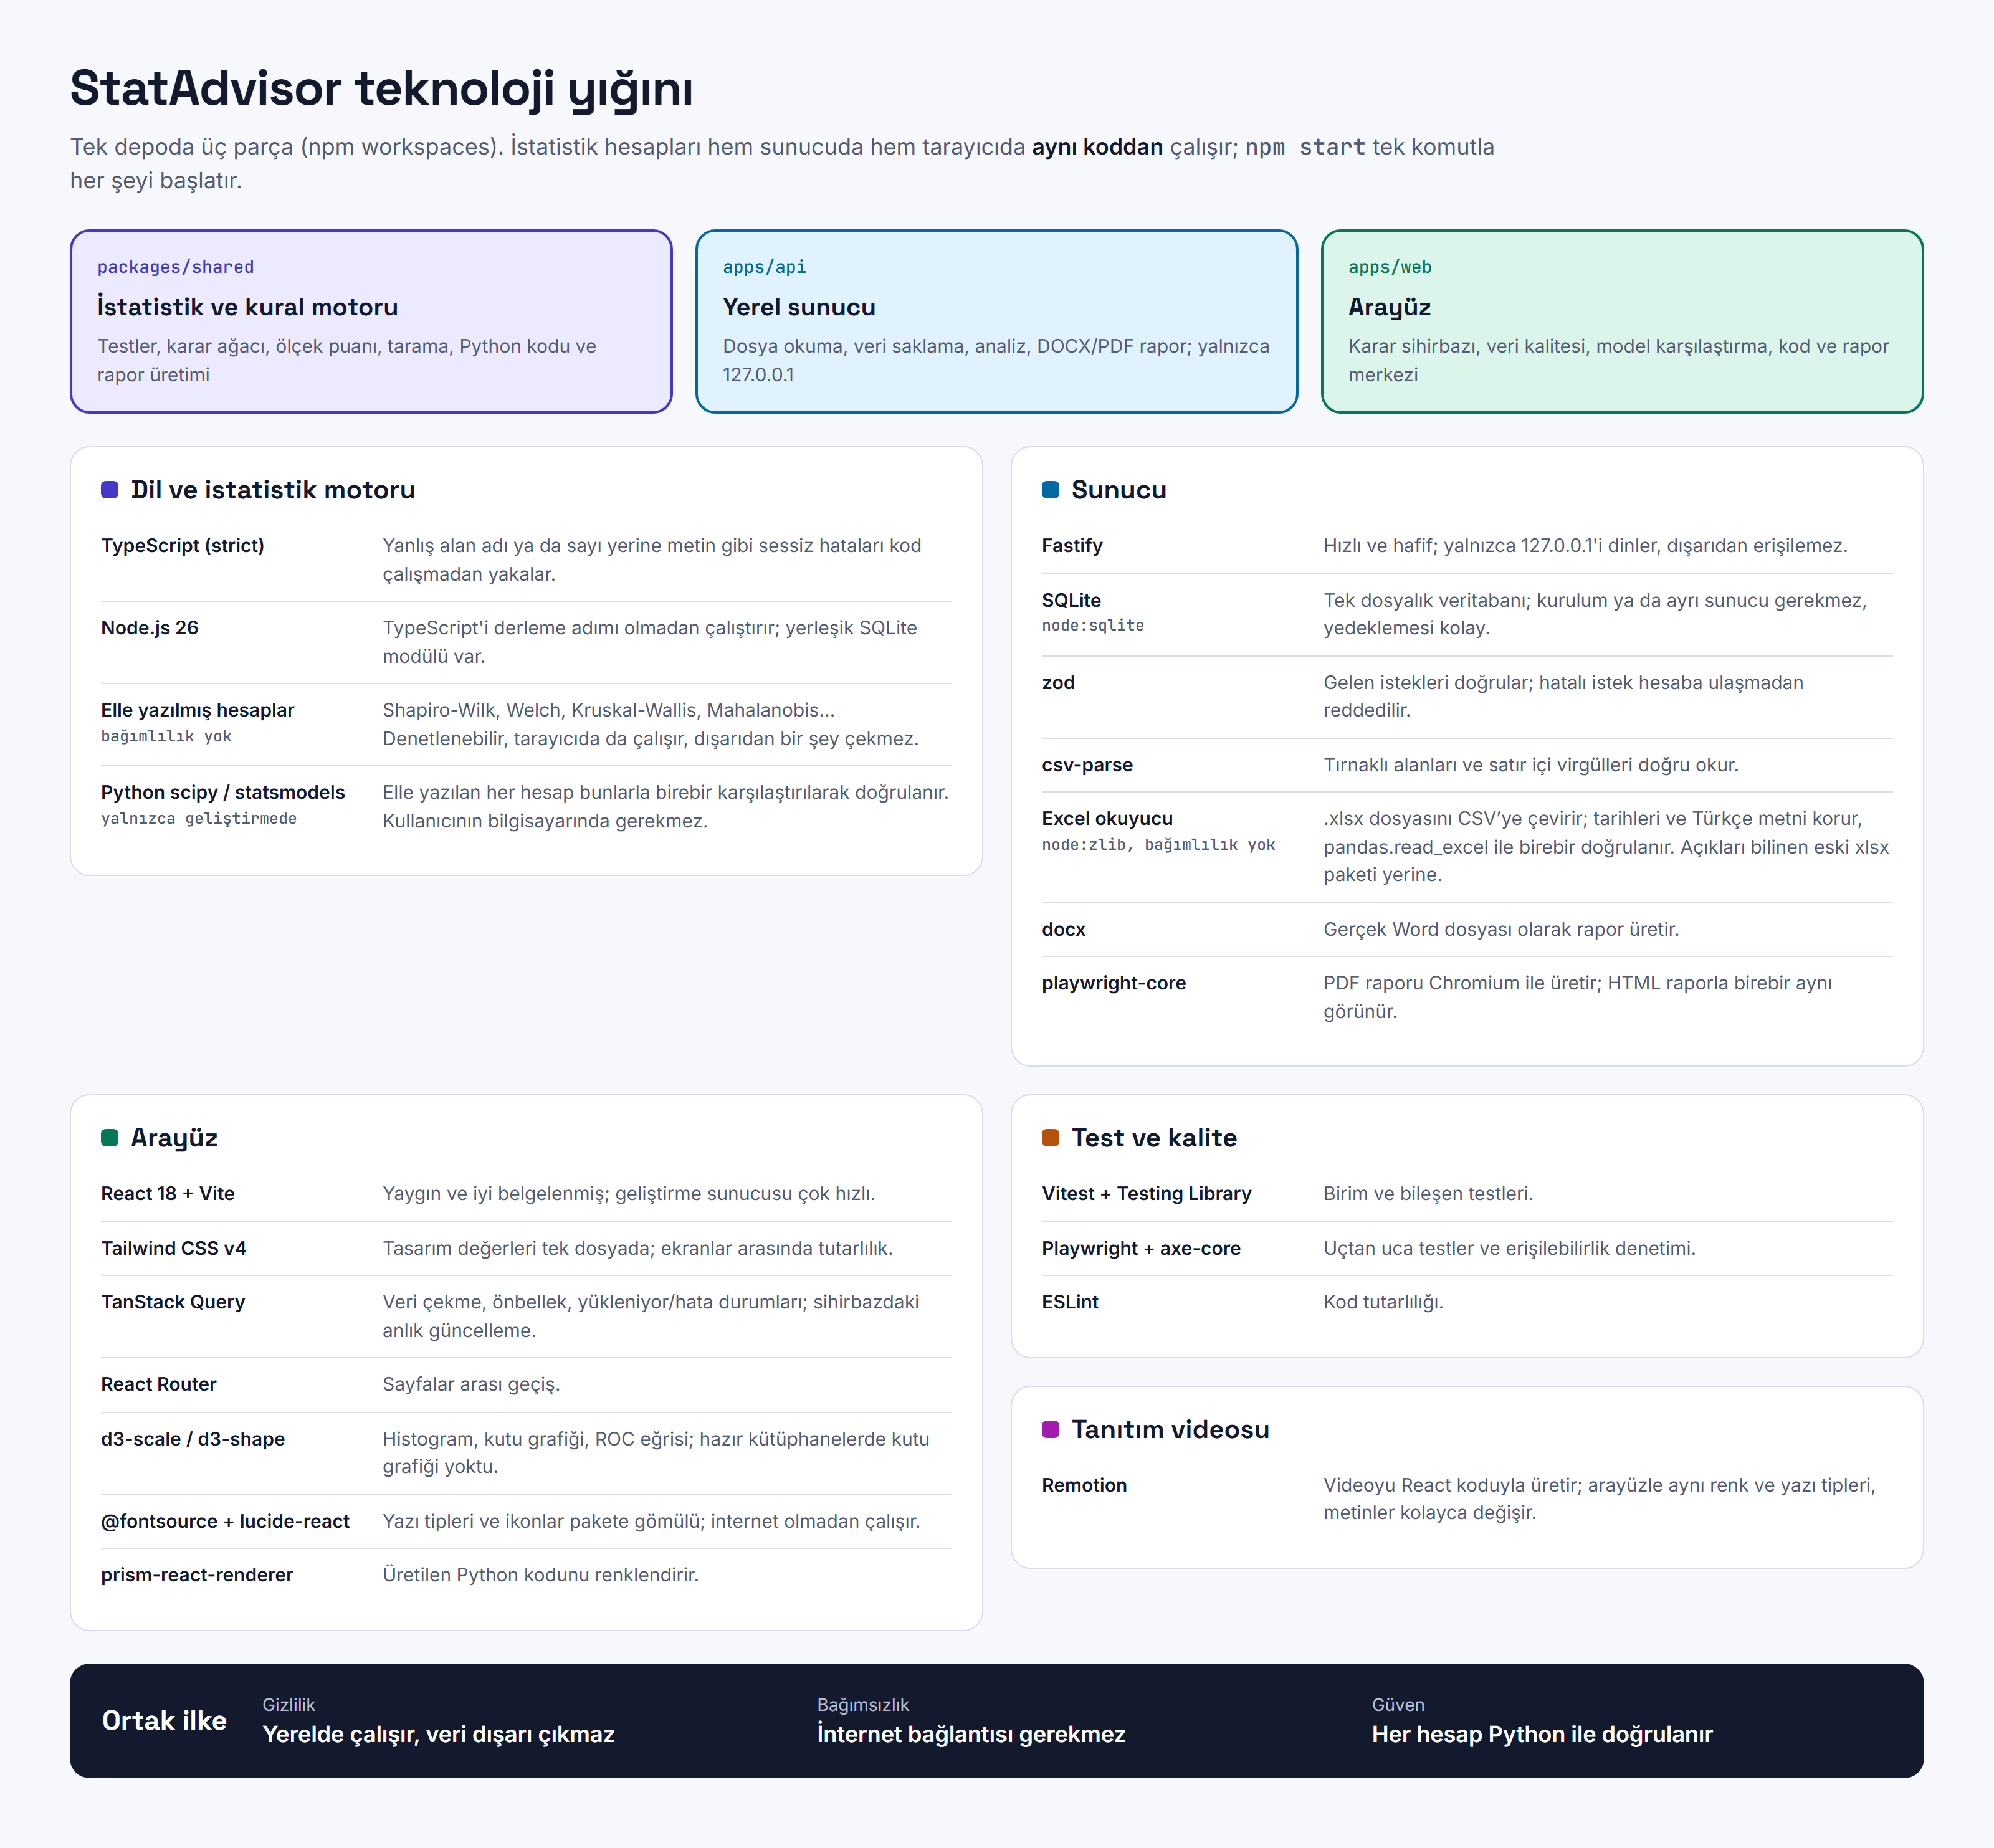 StatAdvisor teknoloji yığını
Tek depoda üç parça (npm workspaces). İstatistik hesapları hem sunucuda hem tarayıcıda aynı koddan çalışır; npm start tek komutla
her şeyi başlatır.
packages/shared
İstatistik ve kural motoru
Testler, karar ağacı, ölçek puanı, tarama, Python kodu ve
rapor üretimi
apps/api
Yerel sunucu
Dosya okuma, veri saklama, analiz, DOCX/PDF rapor; yalnızca
127.0.0.1
apps/web
Arayüz
Karar sihirbazı, veri kalitesi, model karşılaştırma, kod ve rapor
merkezi
Dil ve istatistik motoru
TypeScript (strict)
Yanlış alan adı ya da sayı yerine metin gibi sessiz hataları kod
çalışmadan yakalar.
Node.js 26
TypeScript'i derleme adımı olmadan çalıştırır; yerleşik SQLite
modülü var.
Elle yazılmış hesaplar
bağımlılık yok
Shapiro-Wilk, Welch, Kruskal-Wallis, Mahalanobis...
Denetlenebilir, tarayıcıda da çalışır, dışarıdan bir şey çekmez.
Python scipy / statsmodels
yalnızca geliştirmede
Elle yazılan her hesap bunlarla birebir karşılaştırılarak doğrulanır.
Kullanıcının bilgisayarında gerekmez.
Sunucu
Fastify
Hızlı ve hafif; yalnızca 127.0.0.1'i dinler, dışarıdan erişilemez.
SQLite
node:sqlite
Tek dosyalık veritabanı; kurulum ya da ayrı sunucu gerekmez,
yedeklemesi kolay.
zod
Gelen istekleri doğrular; hatalı istek hesaba ulaşmadan
reddedilir.
csv-parse
Tırnaklı alanları ve satır içi virgülleri doğru okur.
Excel okuyucu
node:zlib, bağımlılık yok
.xlsx dosyasını CSV’ye çevirir; tarihleri ve Türkçe metni korur,
pandas.read_excel ile birebir doğrulanır. Açıkları bilinen eski xlsx
paketi yerine.
docx
Gerçek Word dosyası olarak rapor üretir.
playwright-core
PDF raporu Chromium ile üretir; HTML raporla birebir aynı
görünür.
Arayüz
React 18 + Vite
Yaygın ve iyi belgelenmiş; geliştirme sunucusu çok hızlı.
Tailwind CSS v4
Tasarım değerleri tek dosyada; ekranlar arasında tutarlılık.
TanStack Query
Veri çekme, önbellek, yükleniyor/hata durumları; sihirbazdaki
anlık güncelleme.
React Router
Sayfalar arası geçiş.
d3-scale / d3-shape
Histogram, kutu grafiği, ROC eğrisi; hazır kütüphanelerde kutu
grafiği yoktu.
@fontsource + lucide-react
Yazı tipleri ve ikonlar pakete gömülü; internet olmadan çalışır.
prism-react-renderer
Üretilen Python kodunu renklendirir.
Test ve kalite
Vitest + Testing Library
Birim ve bileşen testleri.
Playwright + axe-core
Uçtan uca testler ve erişilebilirlik denetimi.
ESLint
Kod tutarlılığı.
Tanıtım videosu
Remotion
Videoyu React koduyla üretir; arayüzle aynı renk ve yazı tipleri,
metinler kolayca değişir.
Ortak ilke
Gizlilik
Yerelde çalışır, veri dışarı çıkmaz
Bağımsızlık
İnternet bağlantısı gerekmez
Güven
Her hesap Python ile doğrulanır